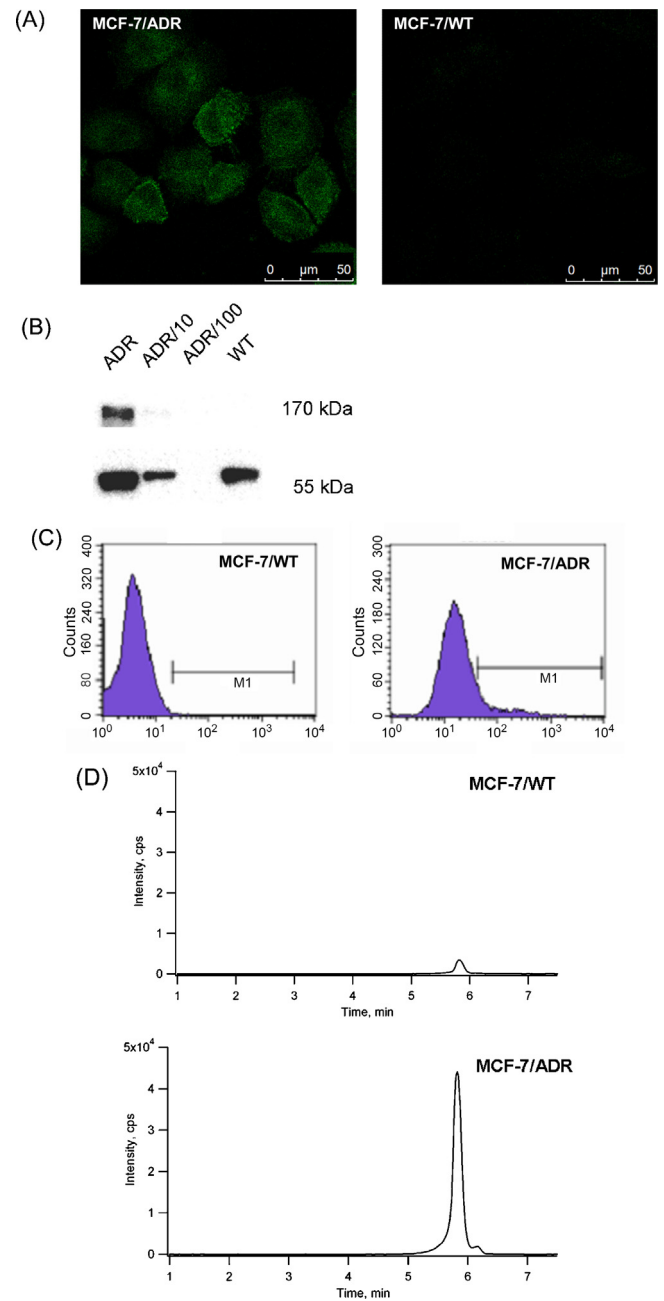 (A)
MCF-7/ADR
MCF-7/WT
0 µm 50
0 µm 50
(B)
ADR
ADR/10
ADR/100
WT
170 kDa
55 kDa
(C)
MCF-7/WT
Counts
400
320
240
160
80
0
M1
10⁰ 10¹ 10² 10³ 10⁴
MCF-7/ADR
Counts
300
240
180
120
60
0
M1
10⁰ 10¹ 10² 10³ 10⁴
(D)
MCF-7/WT
Intensity, cps
5x10⁴
4
3
2
1
0
1 2 3 4 5 6 7
Time, min
MCF-7/ADR
Intensity, cps
5x10⁴
4
3
2
1
0
1 2 3 4 5 6 7
Time, min